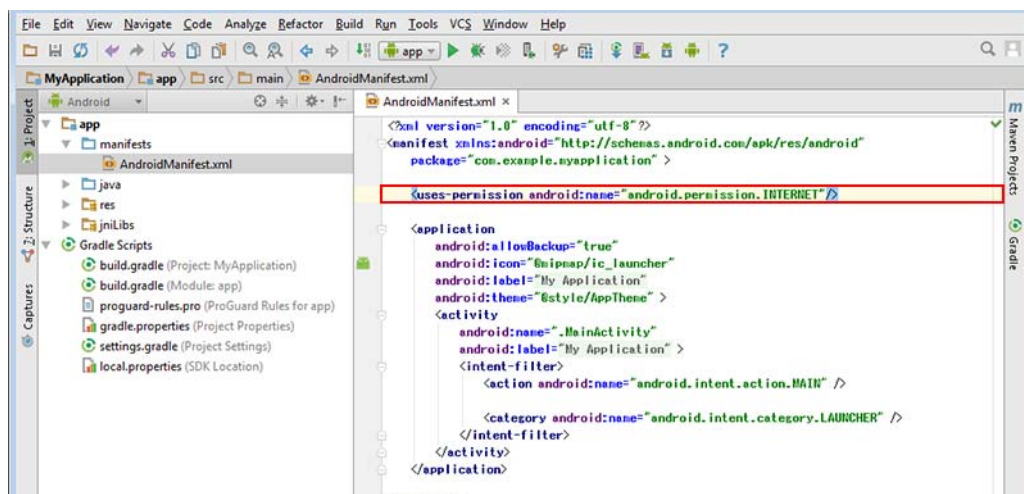 File Edit View Navigate Code Analyze Refactor Build Run Tools VCS Window Help
app
MyApplication app src main AndroidManifest.xml
1: Project
7: Structure
Captures
Android
app
manifests
AndroidManifest.xml
java
res
jniLibs
Gradle Scripts
build.gradle (Project: MyApplication)
build.gradle (Module: app)
proguard-rules.pro (ProGuard Rules for app)
gradle.properties (Project Properties)
settings.gradle (Project Settings)
local.properties (SDK Location)
AndroidManifest.xml
<?xml version="1.0" encoding="utf-8"?>
<manifest xmlns:android="http://schemas.android.com/apk/res/android"
package="com.example.myapplication" >
<uses-permission android:name="android.permission.INTERNET"/>
<application
android:allowBackup="true"
android:icon="@mipmap/ic_launcher"
android:label="My Application"
android:theme="@style/AppTheme" >
<activity
android:name=".MainActivity"
android:label="My Application" >
<intent-filter>
<action android:name="android.intent.action.MAIN" />
<category android:name="android.intent.category.LAUNCHER" />
</intent-filter>
</activity>
</application>
m
Maven Projects
Gradle